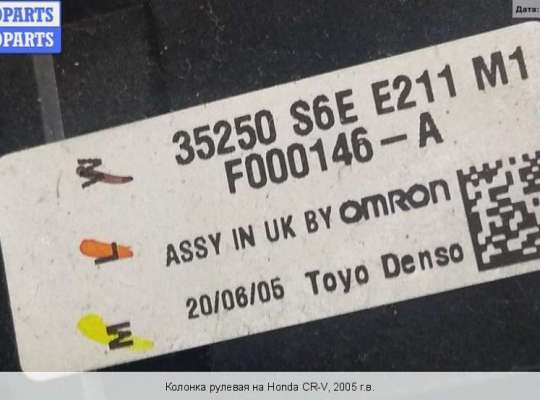 OPARTS
OPARTS
Дата:
35250 S6E E211 M1
F000146-A
ASSY IN UK BY OMRON
20/06/05 Toyo Denso
Колонка рулевая на Honda CR-V, 2005 г.в.